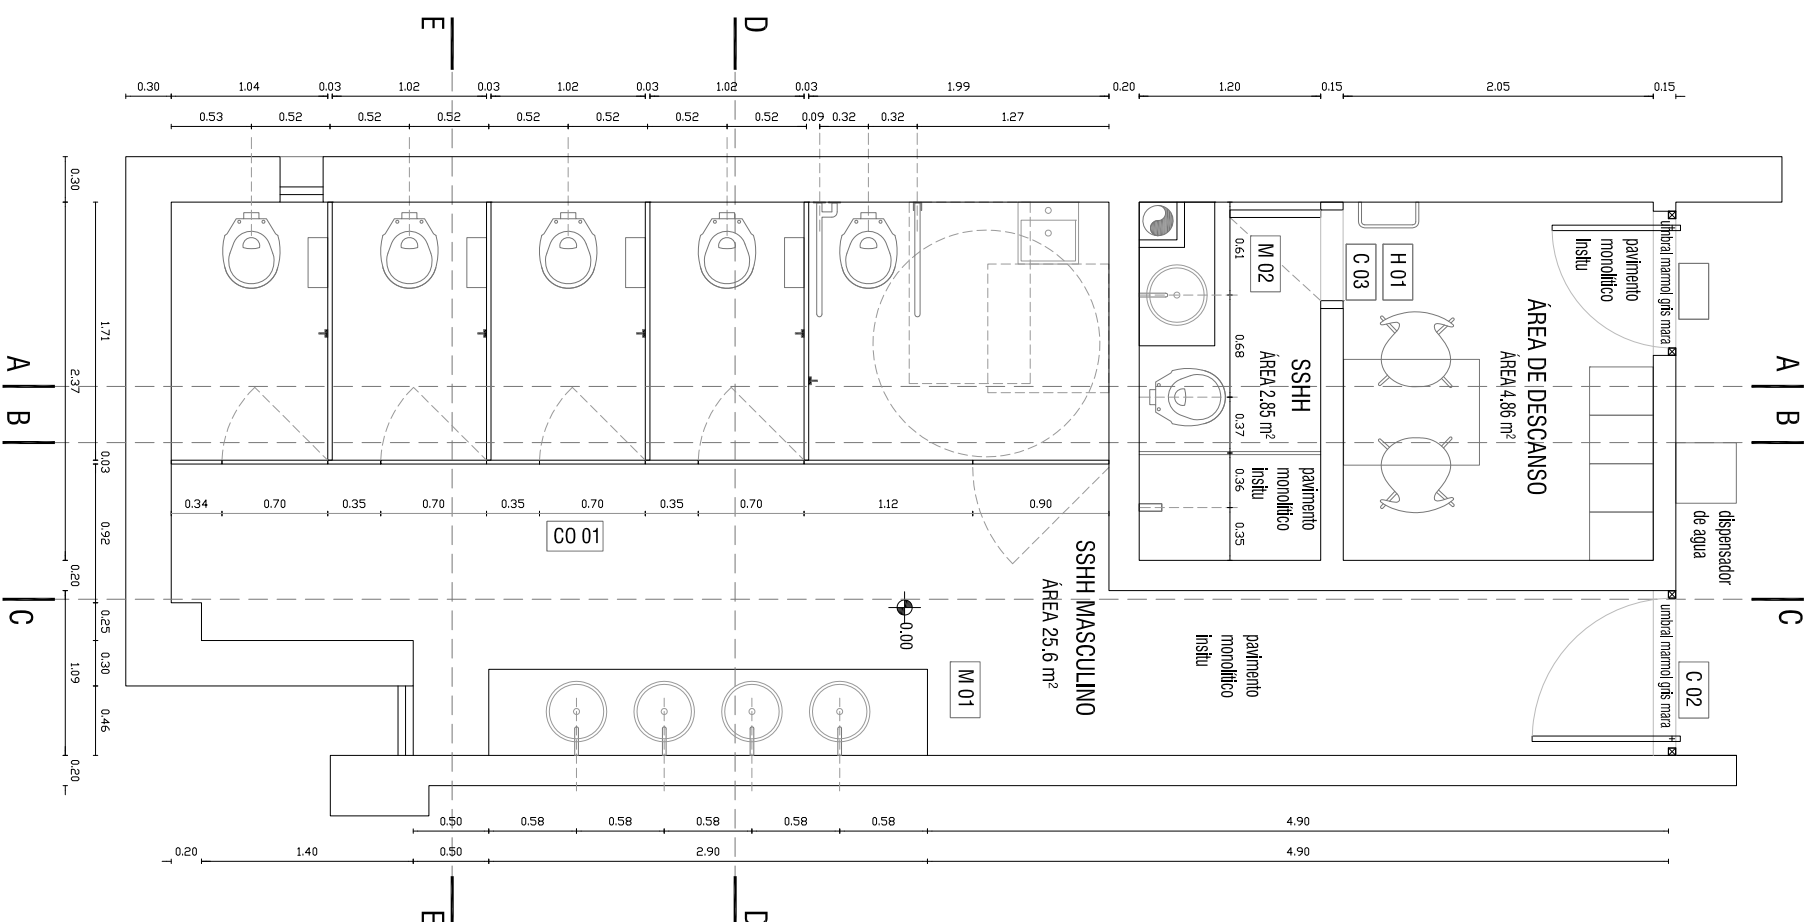 E
D
0.30
1.04
0.03
1.02
0.03
1.02
0.03
1.02
0.03
1.99
0.20
1.20
0.15
2.05
0.15
0.53
0.52
0.52
0.52
0.52
0.52
0.52
0.52
0.09
0.32
0.32
1.27
0.30
1.71
2.37
0.03
0.92
0.20
0.25
0.30
1.09
0.46
0.20
A
B
C
A
B
C
0.34
0.70
0.35
0.70
0.35
0.70
0.35
0.70
1.12
0.90
CO 01
±0.00
M 01
SSHH MASCULINO
ÁREA 25.6 m²
pavimento
monolítico
insitu
0.61
0.68
0.37
0.36
0.35
M 02
SSHH
ÁREA 2.85 m²
pavimento
monolítico
insitu
C 03
H 01
ÁREA DE DESCANSO
ÁREA 4.86 m²
pavimento
monolítico
insitu
umbral marmol gris mara
dispensador
de agua
umbral marmol gris mara
C 02
0.50
0.58
0.58
0.58
0.58
0.58
4.90
0.20
1.40
0.50
2.90
4.90
E
D